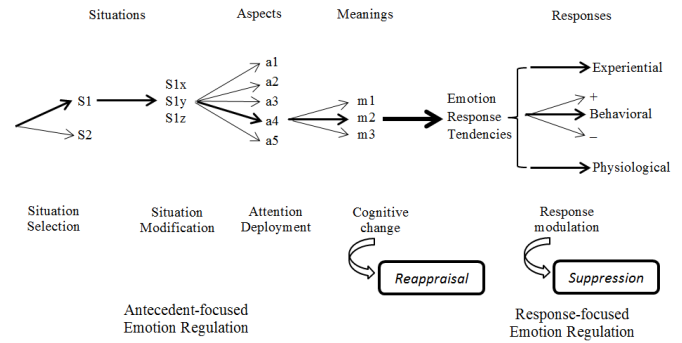 Situations
Aspects
Meanings
Responses
S1
S2
S1x
S1y
S1z
a1
a2
a3
a4
a5
m1
m2
m3
Emotion
Response
Tendencies
Experiential
+
Behavioral
–
Physiological
Situation
Selection
Situation
Modification
Attention
Deployment
Cognitive
change
Response
modulation
Reappraisal
Suppression
Antecedent-focused
Emotion Regulation
Response-focused
Emotion Regulation